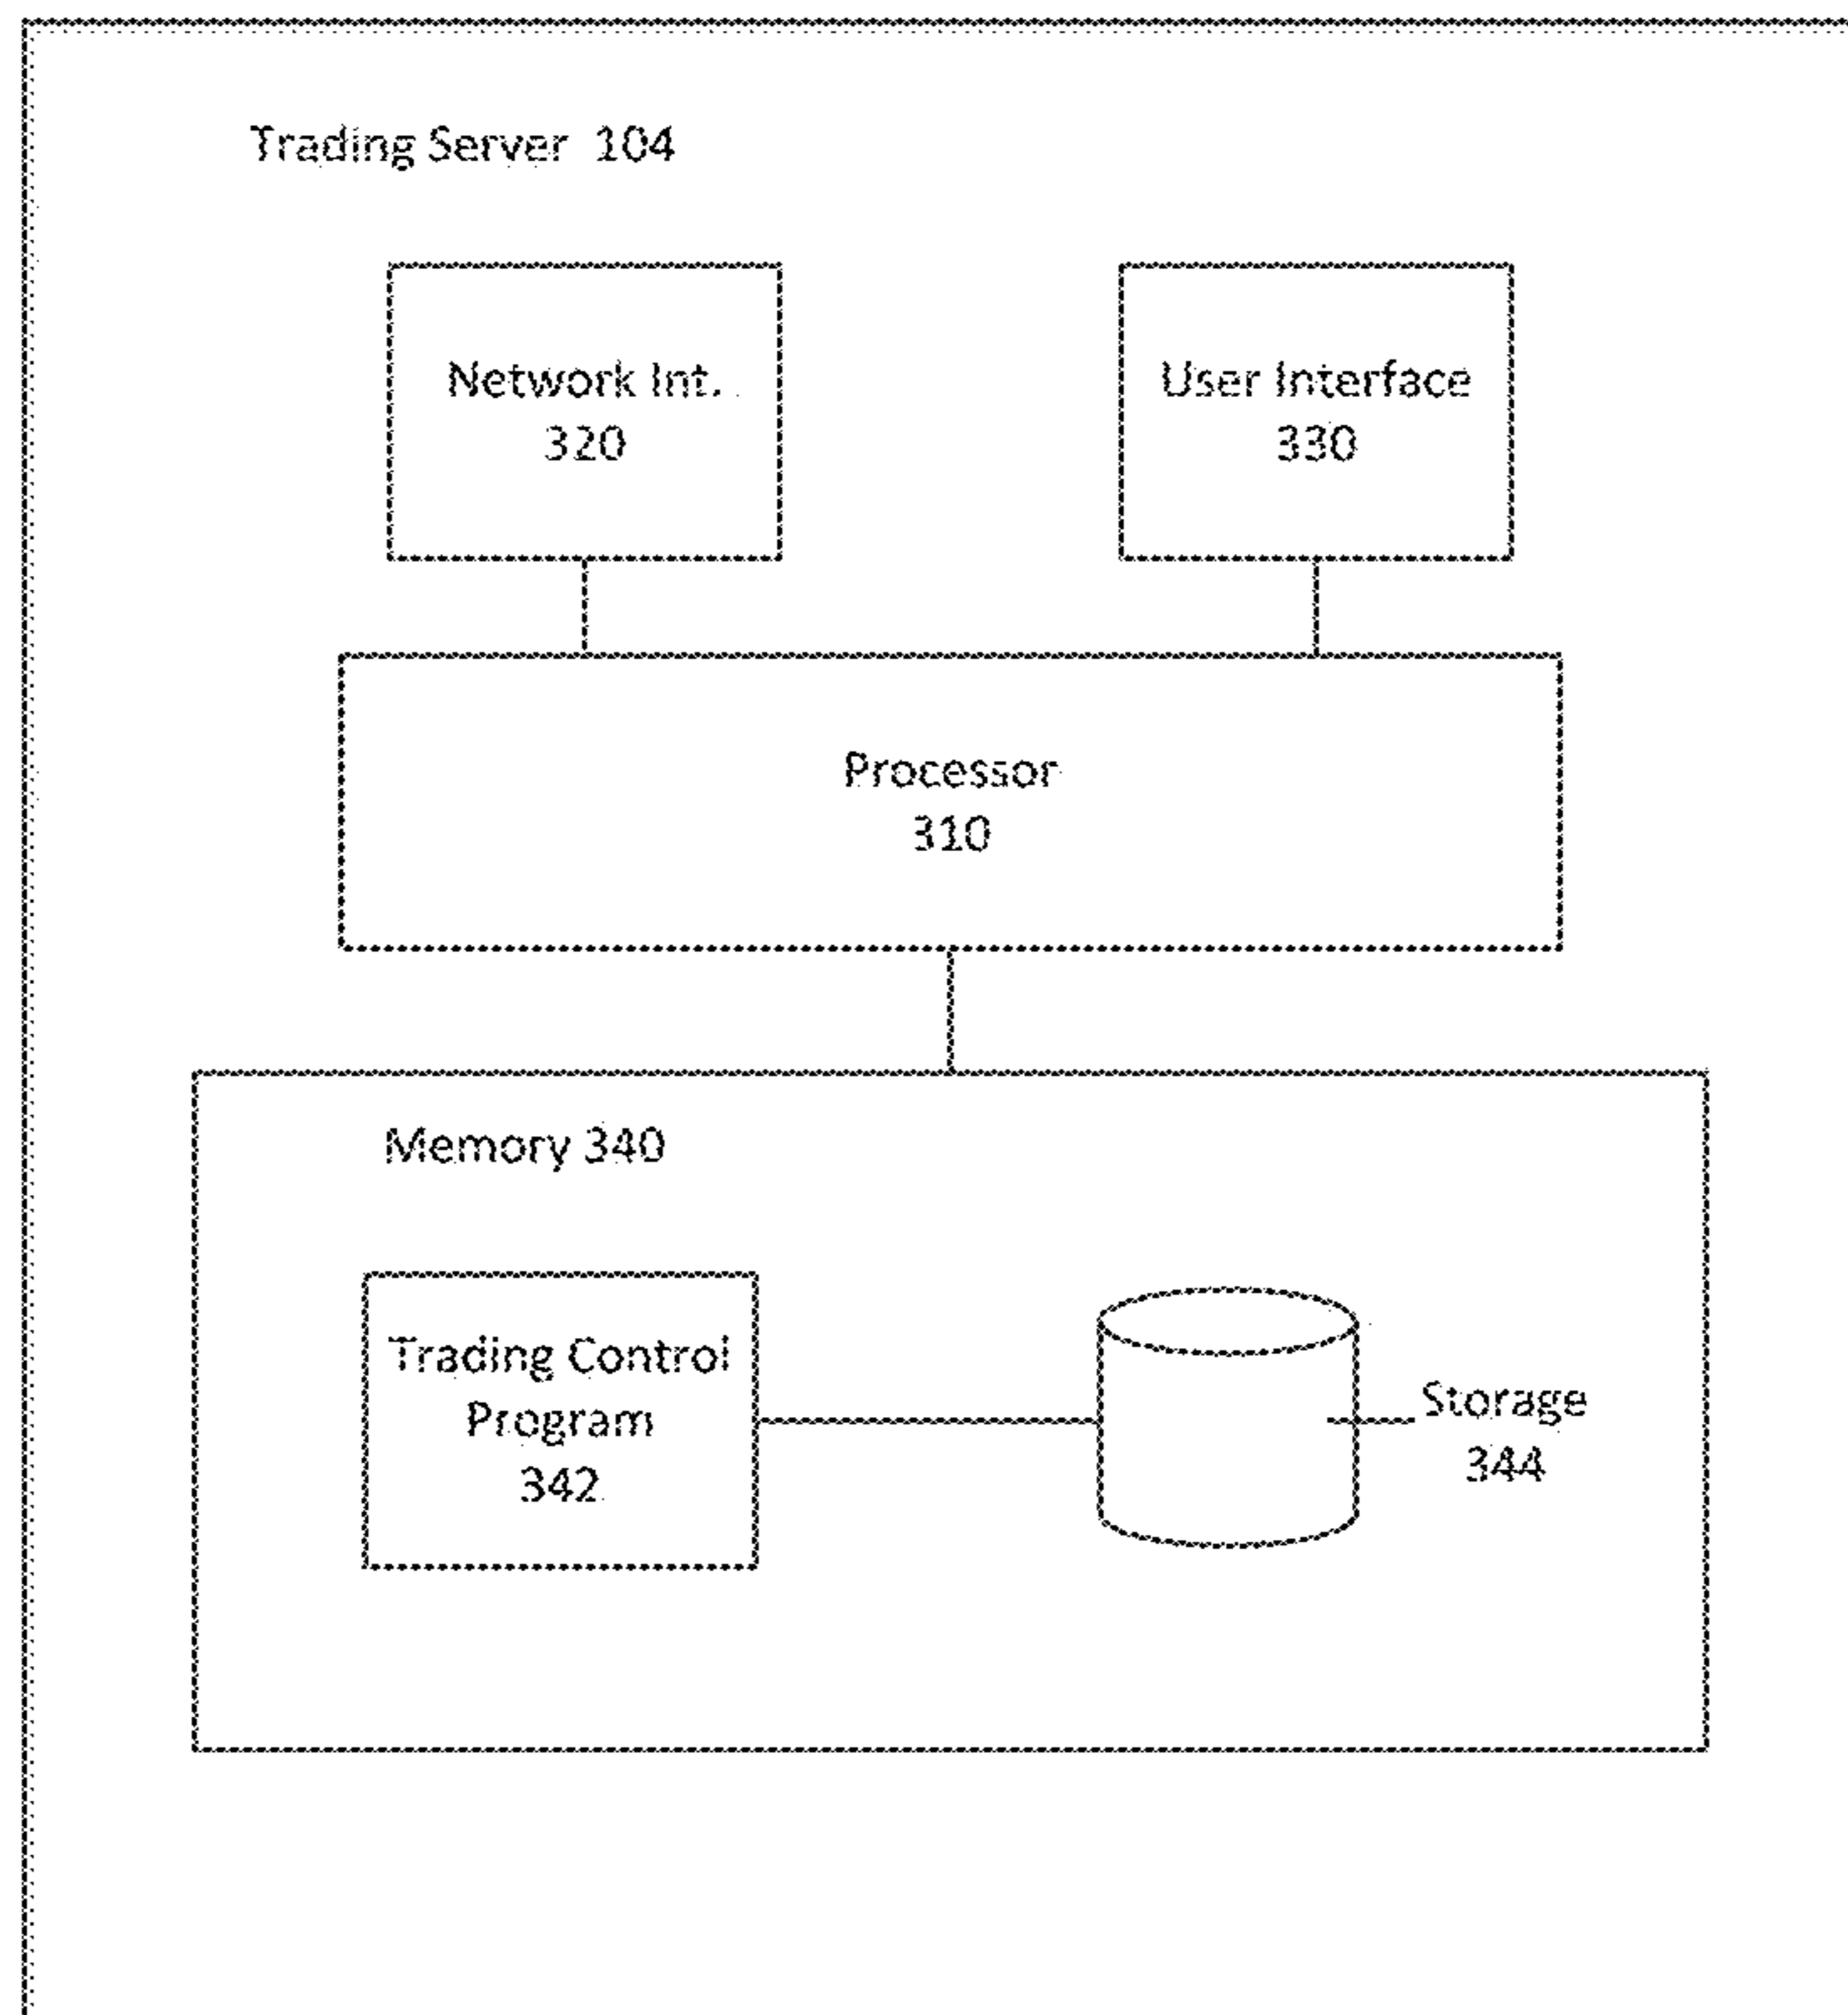 Trading Server 104
Network Int.
320
User Interface
330
Processor
310
Memory 340
Trading Control
Program
342
Storage
344